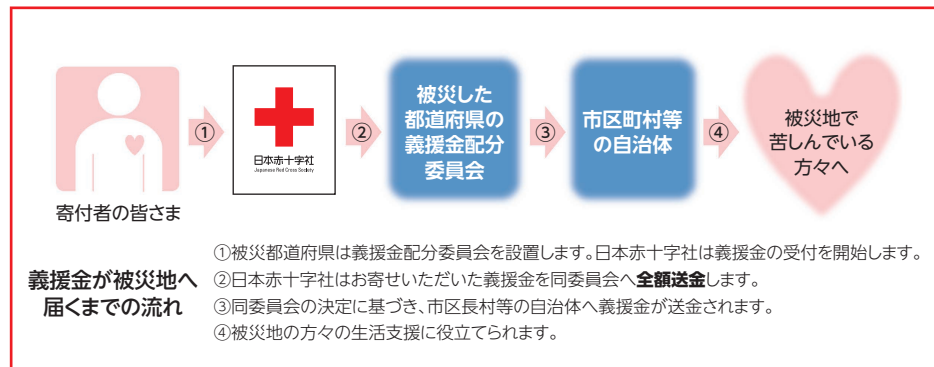 ①
日本赤十字社
Japanese Red Cross Society
②
被災した
都道府県の
義援金配分
委員会
③
市区町村等
の自治体
④
被災地で
苦しんでいる
方々へ
寄付者の皆さま
義援金が被災地へ
届くまでの流れ
①被災都道府県は義援金配分委員会を設置します。日本赤十字社は義援金の受付を開始します。
②日本赤十字社はお寄せいただいた義援金を同委員会へ全額送金します。
③同委員会の決定に基づき、市区長村等の自治体へ義援金が送金されます。
④被災地の方々の生活支援に役立てられます。